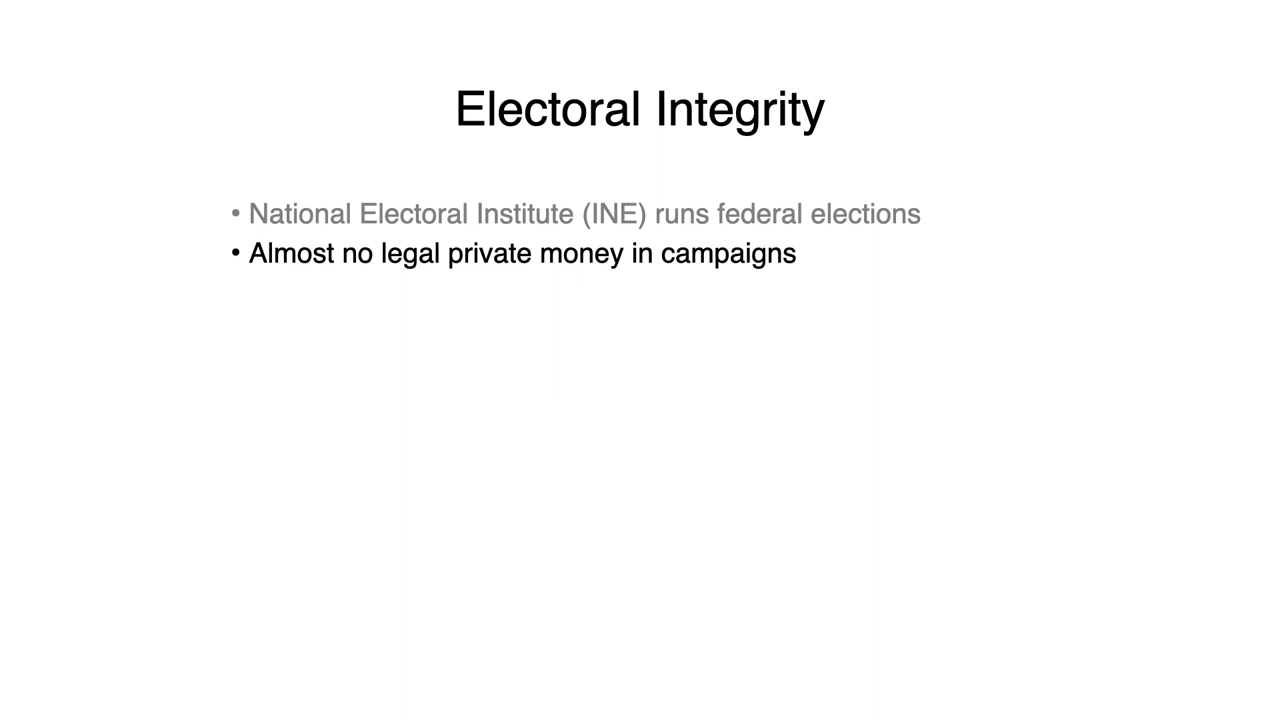 Electoral Integrity
• National Electoral Institute (INE) runs federal elections
• Almost no legal private money in campaigns